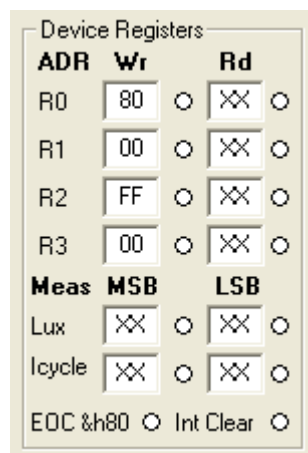 Device Registers
ADR Wr Rd
R0 80 XX
R1 00 XX
R2 FF XX
R3 00 XX
Meas MSB LSB
Lux XX XX
Icycle XX XX
EOC &h80 Int Clear